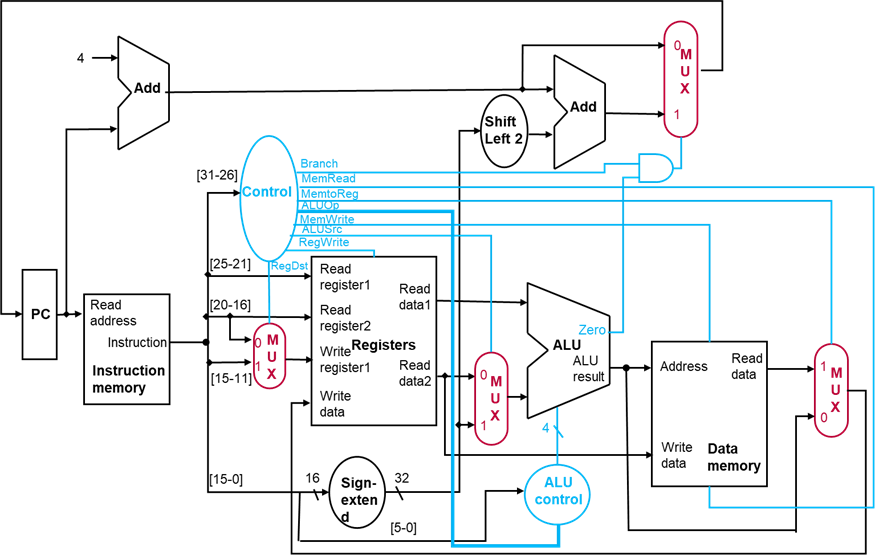 4
Add
Shift
Left 2
Add
0
M
U
X
1
[31-26]
Control
Branch
MemRead
MemtoReg
ALUOp
MemWrite
ALUSrc
RegWrite
RegDst
[25-21]
[20-16]
[15-11]
[15-0]
PC
Read
address
Instruction
Instruction
memory
0
1
M
U
X
Read
register1
Read
register2
Write
register1
Write
data
Registers
Read
data1
Read
data2
0
1
M
U
X
Zero
ALU
ALU
result
4
Address
Read
data
Write
data
Data
memory
1
0
M
U
X
16
Sign-
exten
d
32
[5-0]
ALU
control